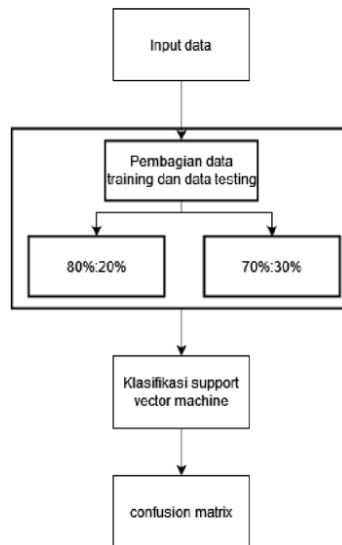 Input data
Pembagian data
training dan data testing
80%:20%
70%:30%
Klasifikasi support
vector machine
confusion matrix